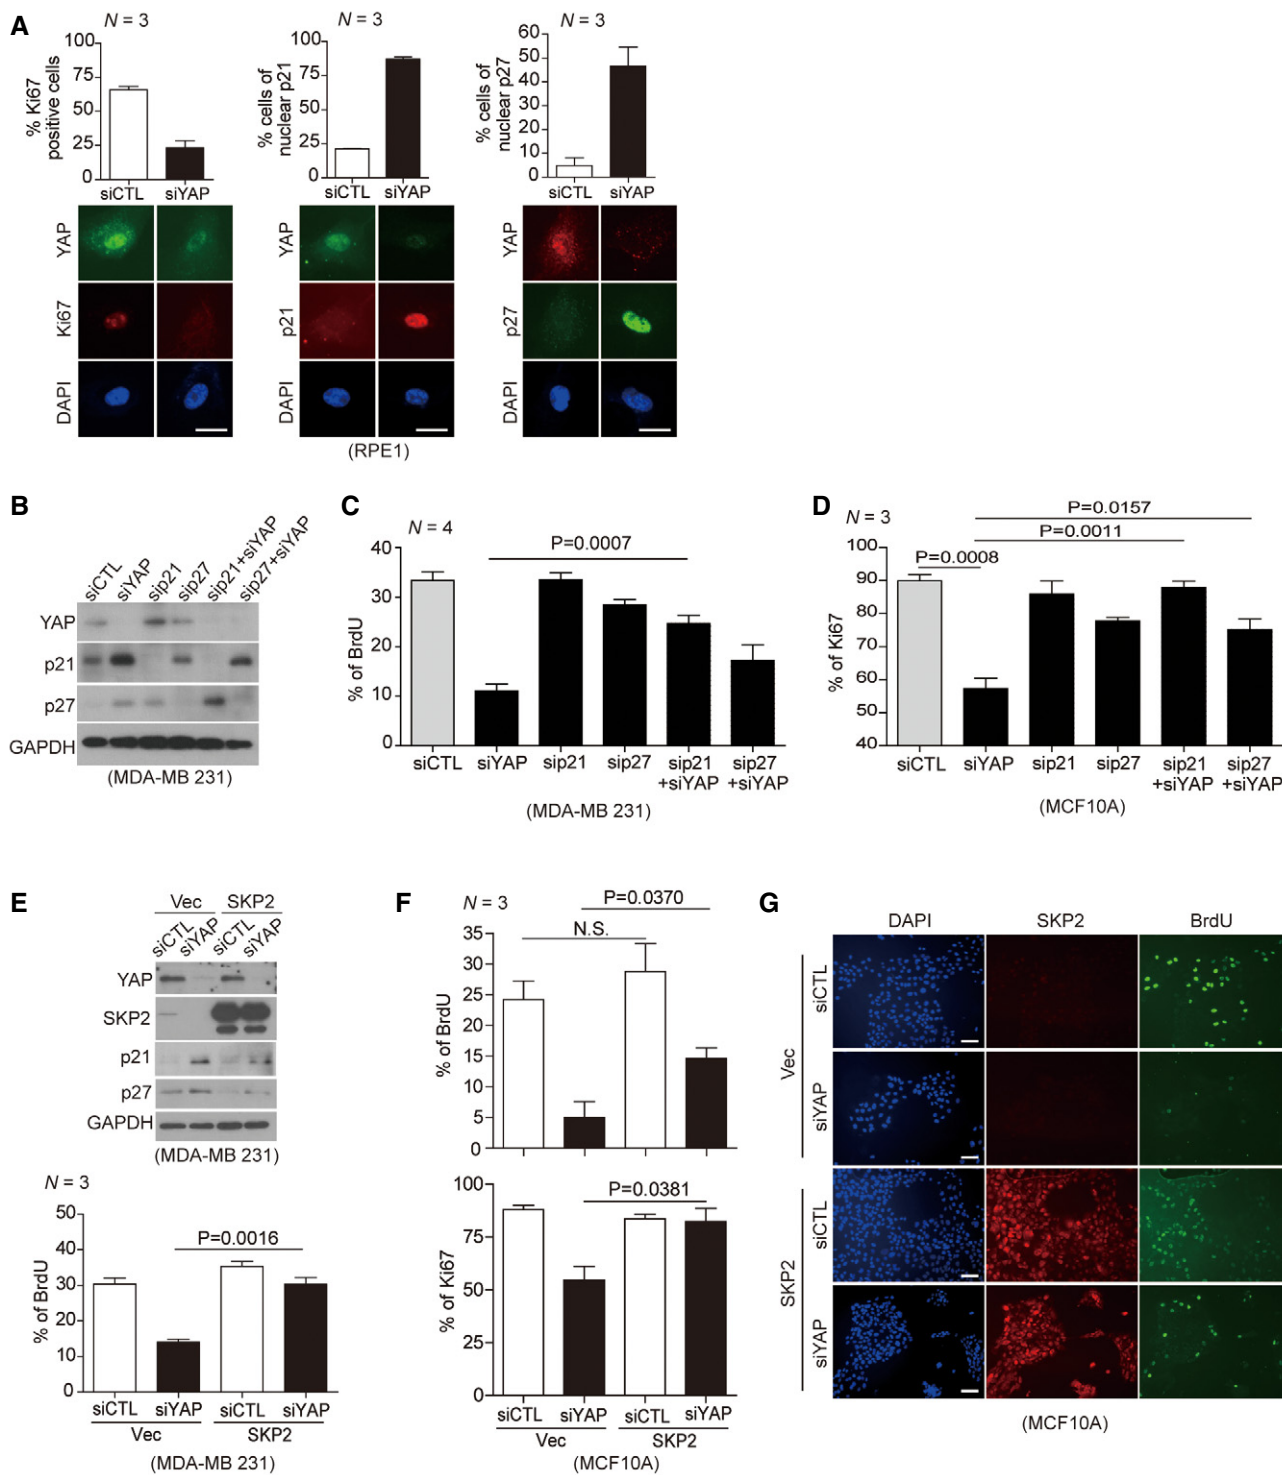 A
N = 3
% Ki67
positive cells
100
75
50
25
0
siCTL siYAP
N = 3
% cells of
nuclear p21
100
75
50
25
0
siCTL siYAP
N = 3
% cells of
nuclear p27
60
50
40
30
20
10
0
siCTL siYAP
YAP
Ki67
DAPI
YAP
p21
DAPI
YAP
p27
DAPI
(RPE1)
B
siCTL
siYAP
sip21
sip27
sip21+siYAP
sip27+siYAP
YAP
p21
p27
GAPDH
(MDA-MB 231)
C
N = 4
P=0.0007
% of BrdU
40
30
20
10
0
siCTL siYAP sip21 sip27 sip21 sip27
+siYAP +siYAP
(MDA-MB 231)
D
N = 3
P=0.0157
P=0.0011
P=0.0008
% of Ki67
100
90
80
70
60
50
40
siCTL siYAP sip21 sip27 sip21 sip27
+siYAP +siYAP
(MCF10A)
E
Vec SKP2
siCTL
siYAP
siCTL
siYAP
YAP
SKP2
p21
p27
GAPDH
(MDA-MB 231)
N = 3
P=0.0016
% of BrdU
50
40
30
20
10
0
siCTL siYAP siCTL siYAP
Vec SKP2
(MDA-MB 231)
F
N = 3
P=0.0370
N.S.
% of BrdU
35
30
25
20
15
10
5
0
P=0.0381
% of Ki67
100
75
50
25
0
siCTL siYAP siCTL siYAP
Vec SKP2
(MCF10A)
G
DAPI SKP2 BrdU
Vec
siCTL
siYAP
SKP2
siCTL
siYAP
(MCF10A)